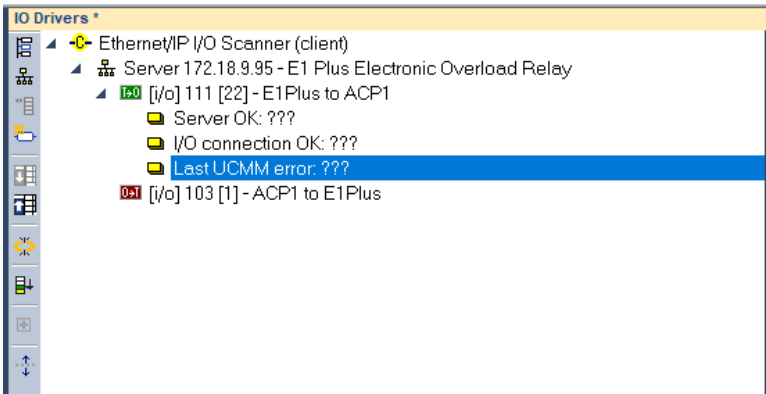 IO Drivers *
-C- Ethernet/IP I/O Scanner (client)
Server 172.18.9.95 - E1 Plus Electronic Overload Relay
T→O [i/o] 111 [22] - E1Plus to ACP1
Server OK: ???
I/O connection OK: ???
Last UCMM error: ???
O→T [i/o] 103 [1] - ACP1 to E1Plus